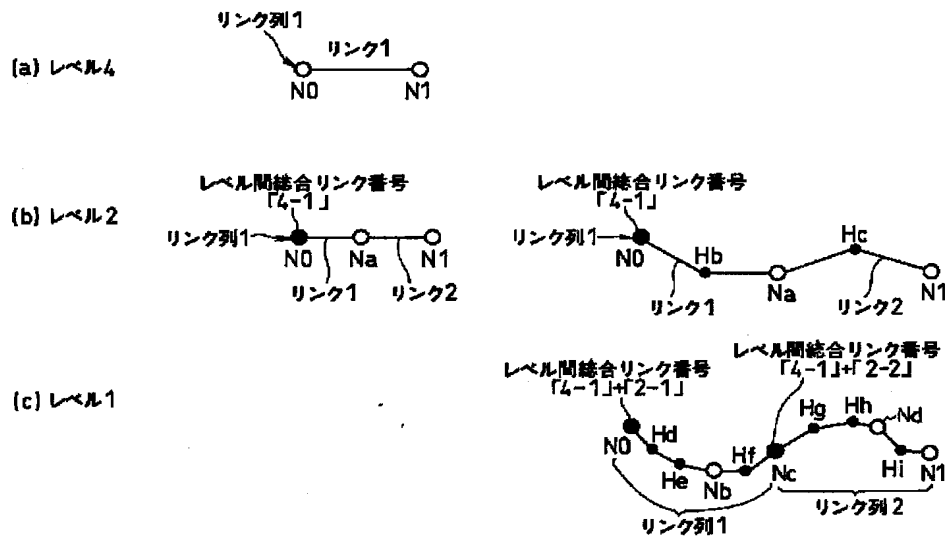 リンク列1
リンク1
(a) レベル4
N0
N1
レベル間総合リンク番号
「4-1」
(b) レベル2
リンク列1
N0
Na
N1
リンク1
リンク2
レベル間総合リンク番号
「4-1」
リンク列1
N0
Hb
Na
Hc
N1
リンク1
リンク2
(c) レベル1
レベル間総合リンク番号
「4-1」+「2-1」
レベル間総合リンク番号
「4-1」+「2-2」
N0
Hd
He
Nb
Hf
Nc
Hg
Hh
Nd
Hi
N1
リンク列1
リンク列2